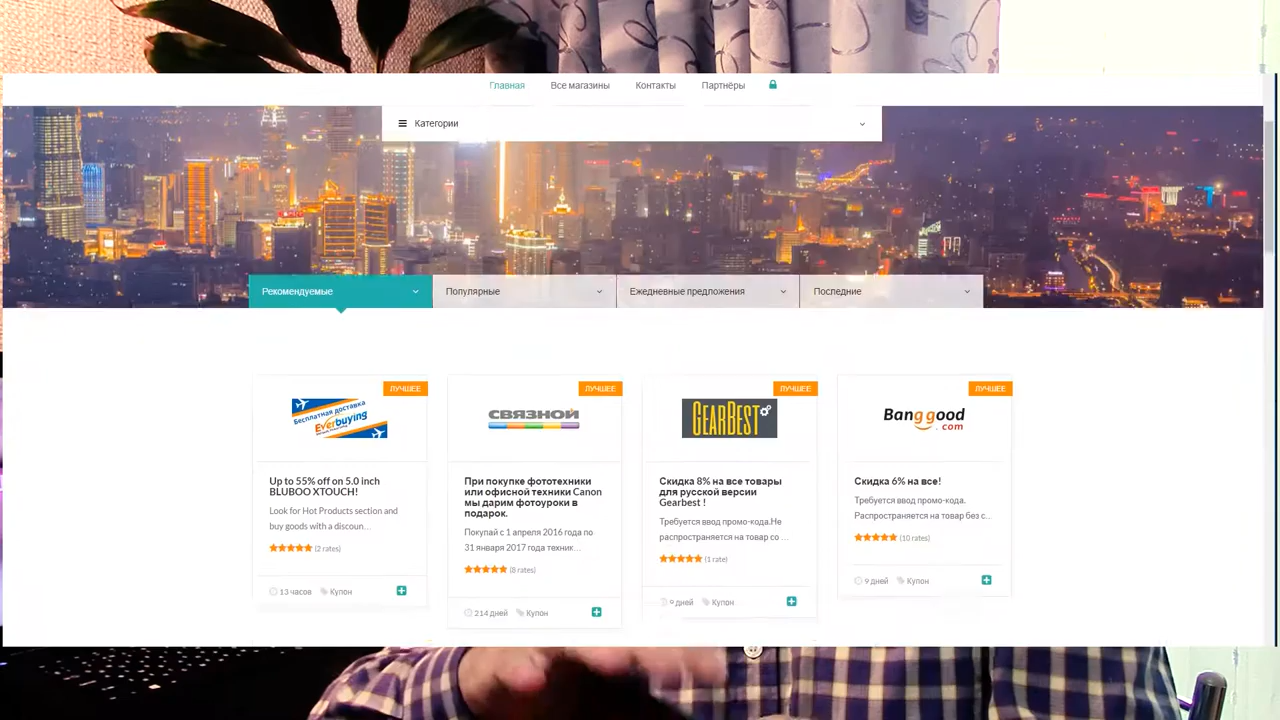 Главная Все магазины Контакты Партнёры
Категории
Рекомендуемые Популярные Ежедневные предложения Последние
ЛУЧШЕЕ
Бесплатная доставка
Everbuying
Up to 55% off on 5.0 inch
BLUBOO XTOUCH!
Look for Hot Products section and
buy goods with a discoun...
(2 rates)
13 часов Купон
ЛУЧШЕЕ
СВЯЗНОЙ
При покупке фототехники
или офисной техники Canon
мы дарим фотоуроки в
подарок.
Покупай с 1 апреля 2016 года по
31 января 2017 года техник...
(8 rates)
214 дней Купон
ЛУЧШЕЕ
GEARBEST
Скидка 8% на все товары
для русской версии
Gearbest !
Требуется ввод промо-кода.Не
распространяется на товар со ...
(1 rate)
9 дней Купон
ЛУЧШЕЕ
Banggood
.com
Скидка 6% на все!
Требуется ввод промо-кода.
Распространяется на товар без с...
(10 rates)
9 дней Купон